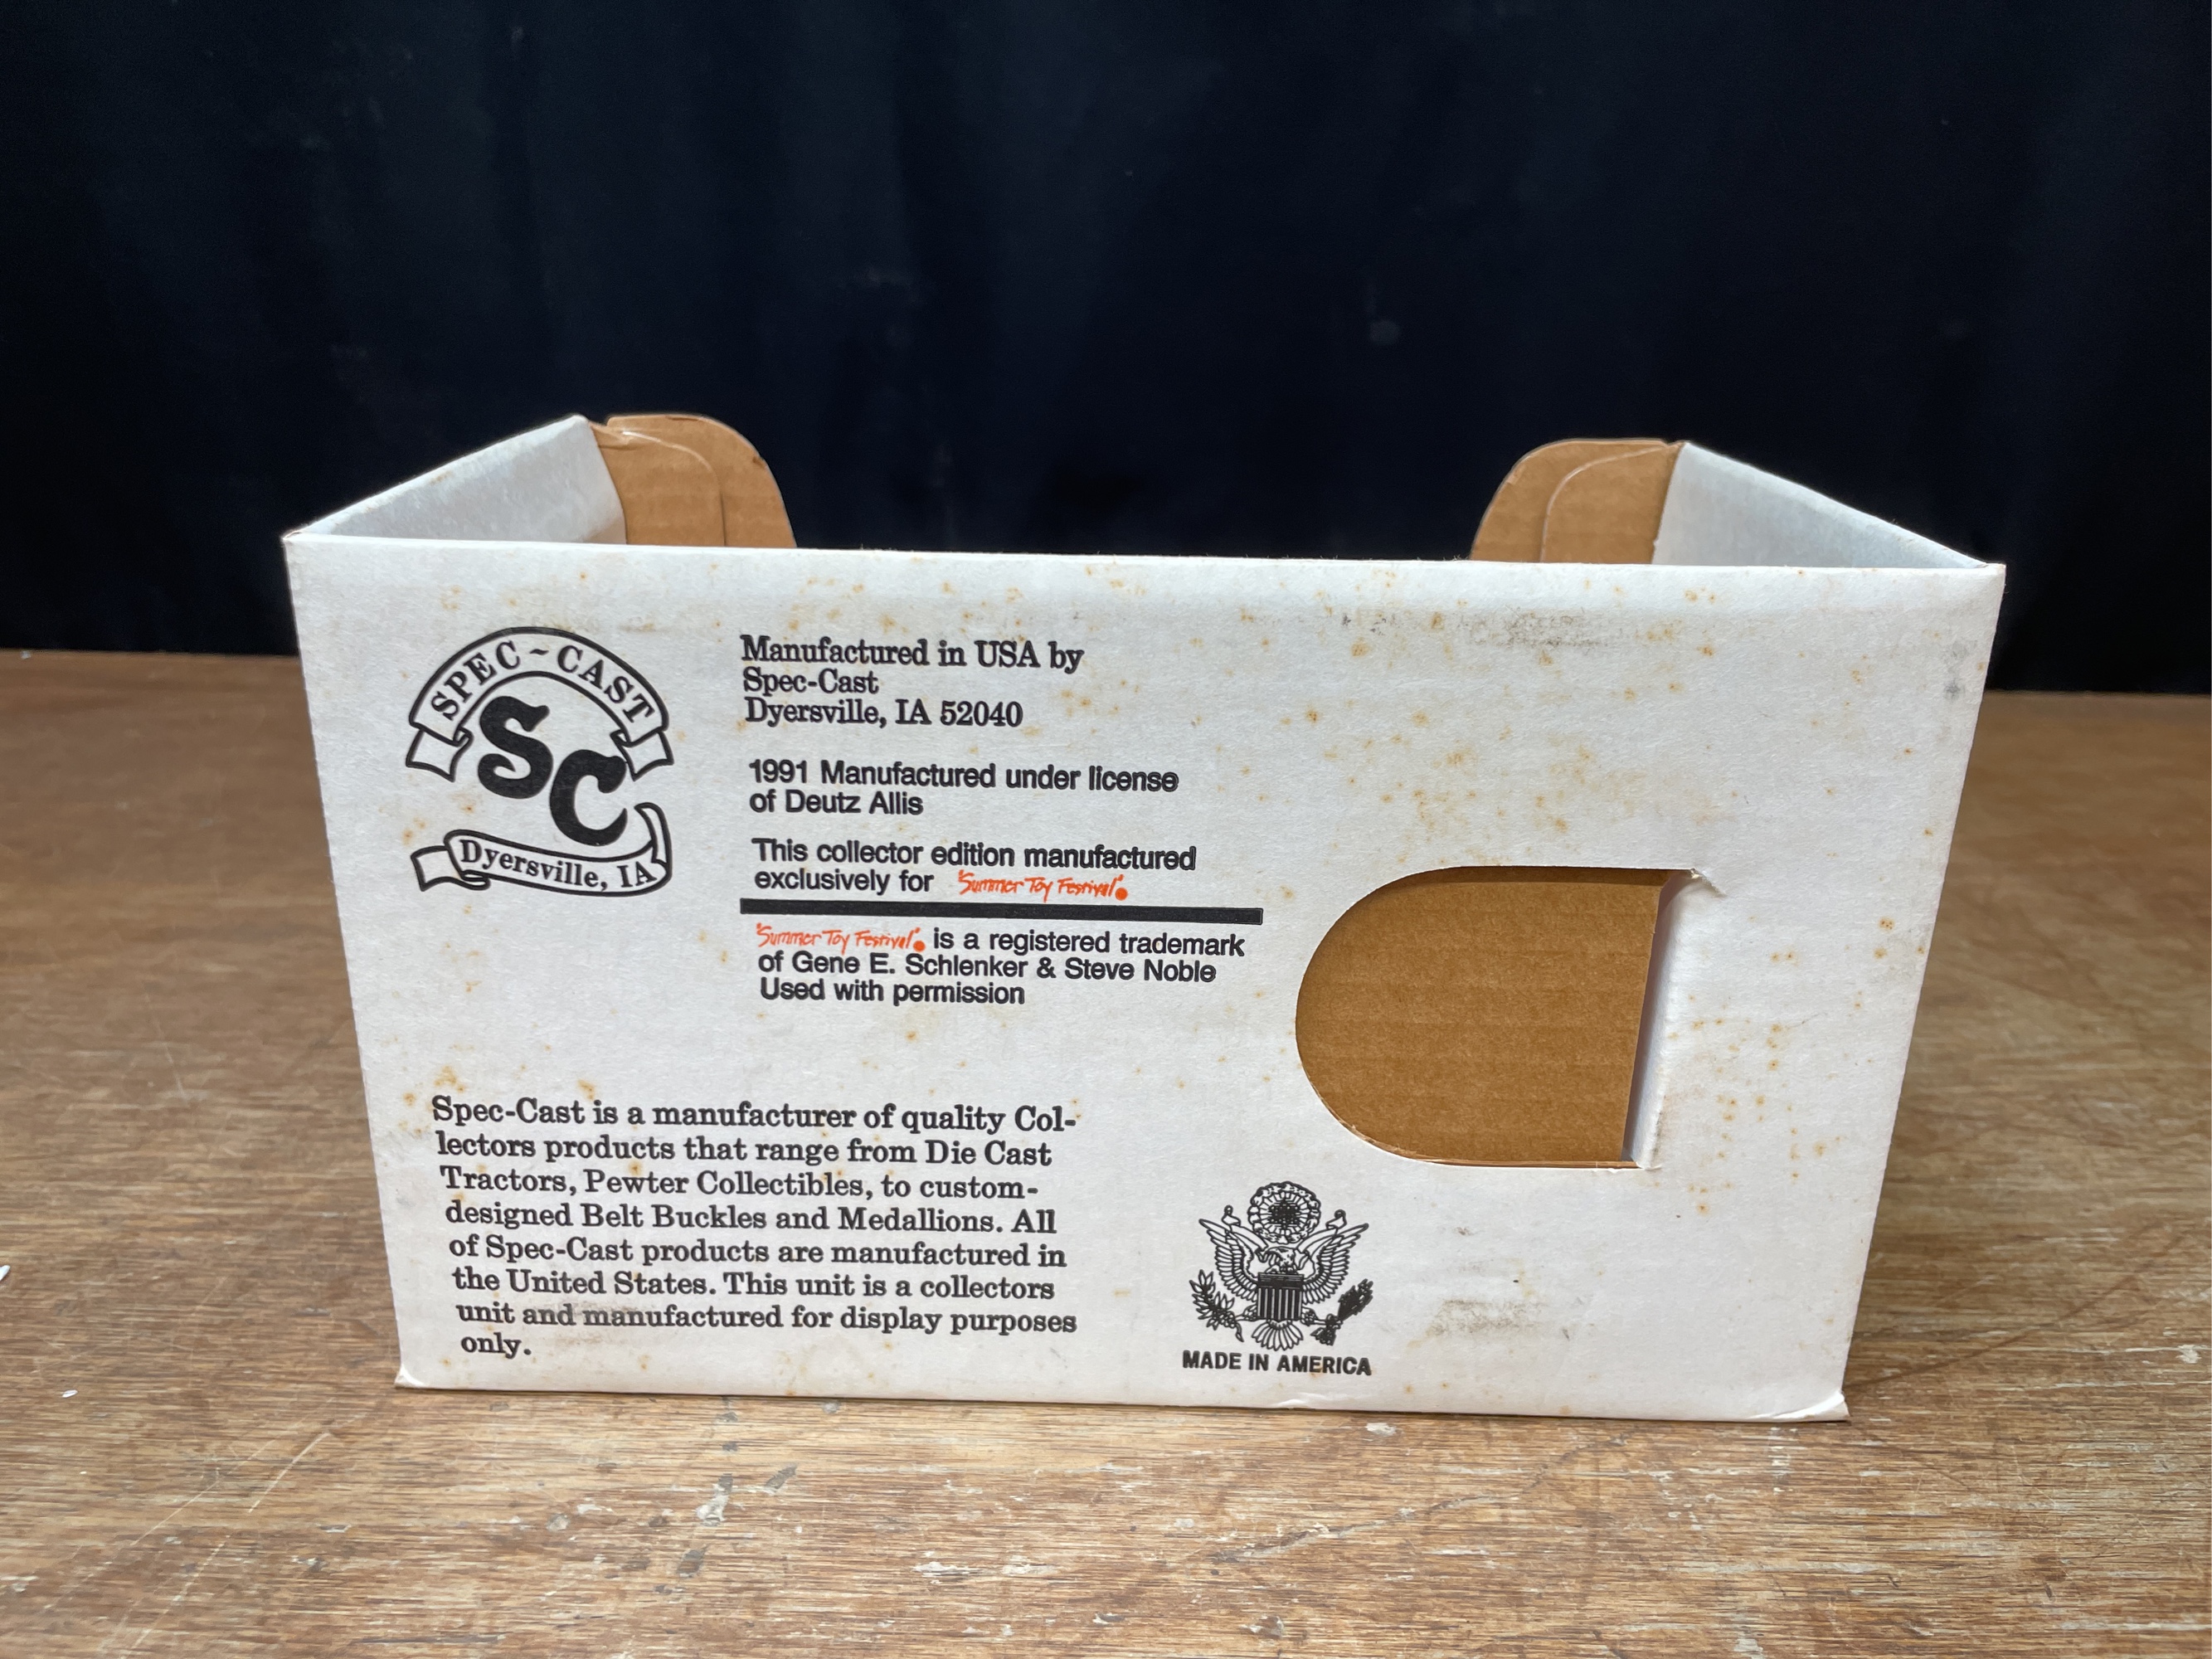 SPEC~CAST
SC
Dyersville, IA
Manufactured in USA by
Spec-Cast
Dyersville, IA 52040
1991 Manufactured under license
of Deutz Allis
This collector edition manufactured
exclusively for "Summer Toy Festival".
"Summer Toy Festival". is a registered trademark
of Gene E. Schlenker & Steve Noble
Used with permission
Spec-Cast is a manufacturer of quality Col-
lectors products that range from Die Cast
Tractors, Pewter Collectibles, to custom-
designed Belt Buckles and Medallions. All
of Spec-Cast products are manufactured in
the United States. This unit is a collectors
unit and manufactured for display purposes
only.
MADE IN AMERICA